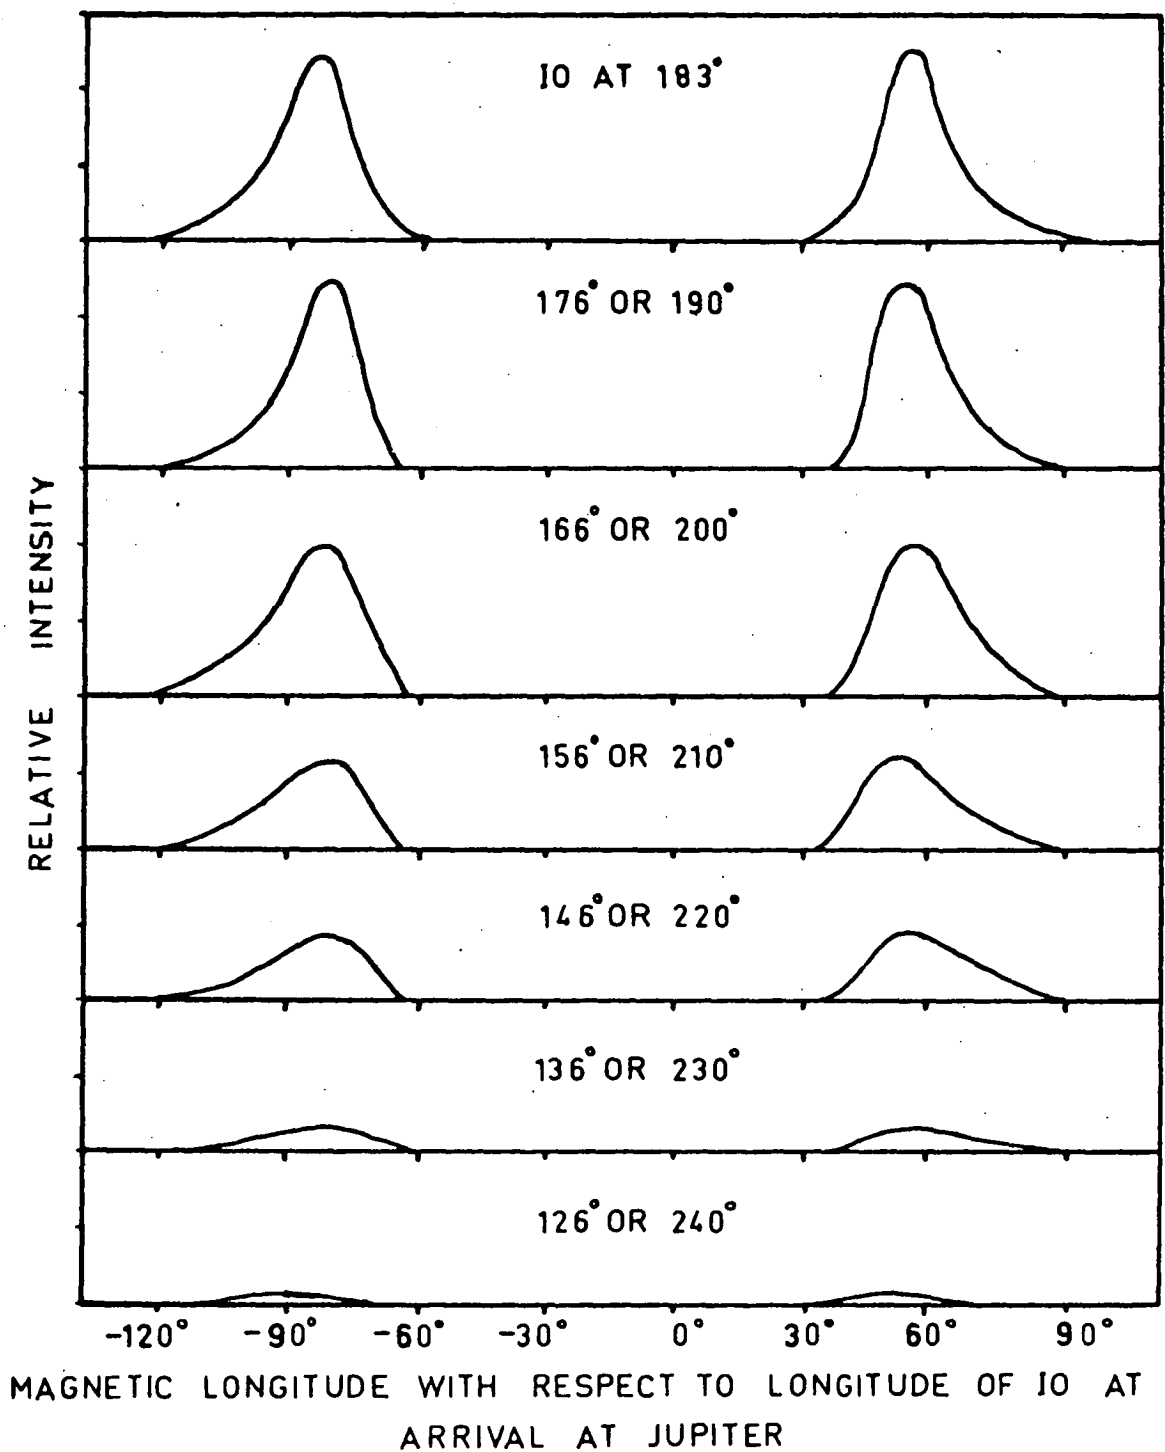 IO AT 183°
176° OR 190°
166° OR 200°
156° OR 210°
146° OR 220°
136° OR 230°
126° OR 240°
RELATIVE INTENSITY
-120° -90° -60° -30° 0° 30° 60° 90°
MAGNETIC LONGITUDE WITH RESPECT TO LONGITUDE OF IO AT
ARRIVAL AT JUPITER